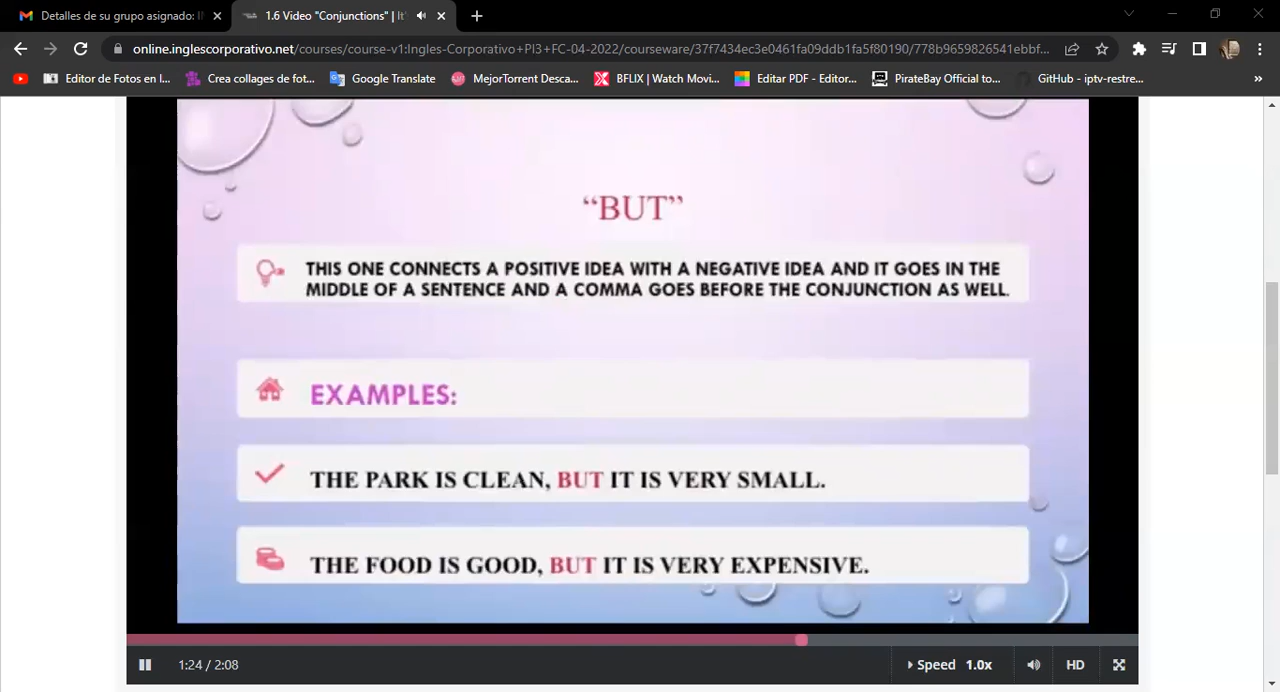 Detalles de su grupo asignado: I
1.6 Video "Conjunctions" | It'
online.inglescorporativo.net/courses/course-v1:Ingles-Corporativo+PI3+FC-04-2022/courseware/37f7434ec3e0461fa09ddb1fa5f80190/778b9659826541ebbf...
Editor de Fotos en l... Crea collages de fot... Google Translate MejorTorrent Desca... BFLIX | Watch Movi... Editar PDF - Editor... PirateBay Official to... GitHub - iptv-restre... »
“BUT”
THIS ONE CONNECTS A POSITIVE IDEA WITH A NEGATIVE IDEA AND IT GOES IN THE
MIDDLE OF A SENTENCE AND A COMMA GOES BEFORE THE CONJUNCTION AS WELL.
EXAMPLES:
THE PARK IS CLEAN, BUT IT IS VERY SMALL.
THE FOOD IS GOOD, BUT IT IS VERY EXPENSIVE.
1:24 / 2:08 Speed 1.0x HD